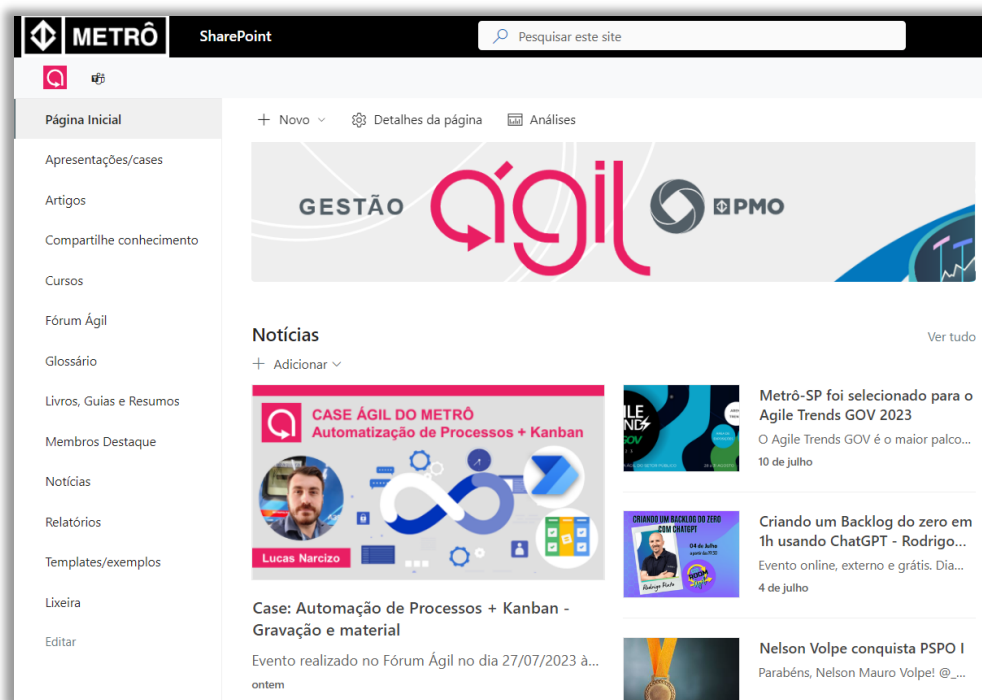 METRÔ SharePoint Pesquisar este site
Página Inicial
Apresentações/cases
Artigos
Compartilhe conhecimento
Cursos
Fórum Ágil
Glossário
Livros, Guias e Resumos
Membros Destaque
Notícias
Relatórios
Templates/exemplos
Lixeira
Editar
Novo Detalhes da página Análises
GESTÃO ágil PMO
Notícias Ver tudo
Adicionar
CASE ÁGIL DO METRÔ
Automatização de Processos + Kanban
Lucas Narcizo
Case: Automação de Processos + Kanban -
Gravação e material
Evento realizado no Fórum Ágil no dia 27/07/2023 à...
ontem
Metrô-SP foi selecionado para o
Agile Trends GOV 2023
O Agile Trends GOV é o maior palco...
10 de julho
CRIANDO UM BACKLOG DO ZERO
COM CHATGPT
04 de Julho
Rodrigo Pinto
Criando um Backlog do zero em
1h usando ChatGPT - Rodrigo...
Evento online, externo e grátis. Dia...
4 de julho
Nelson Volpe conquista PSPO I
Parabéns, Nelson Mauro Volpe! @_...